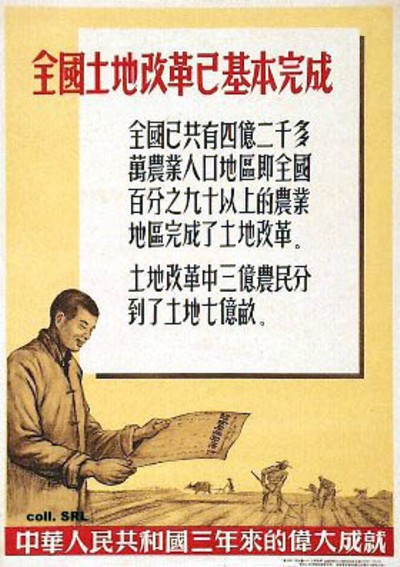 全國土地改革已基本完成
全國已共有四億二千多
萬農業人口地區即全國
百分之九十以上的農業
地區完成了土地改革。
土地改革中三億農民分
到了土地七億畝。
coll. SRL
中華人民共和國三年來的偉大成就